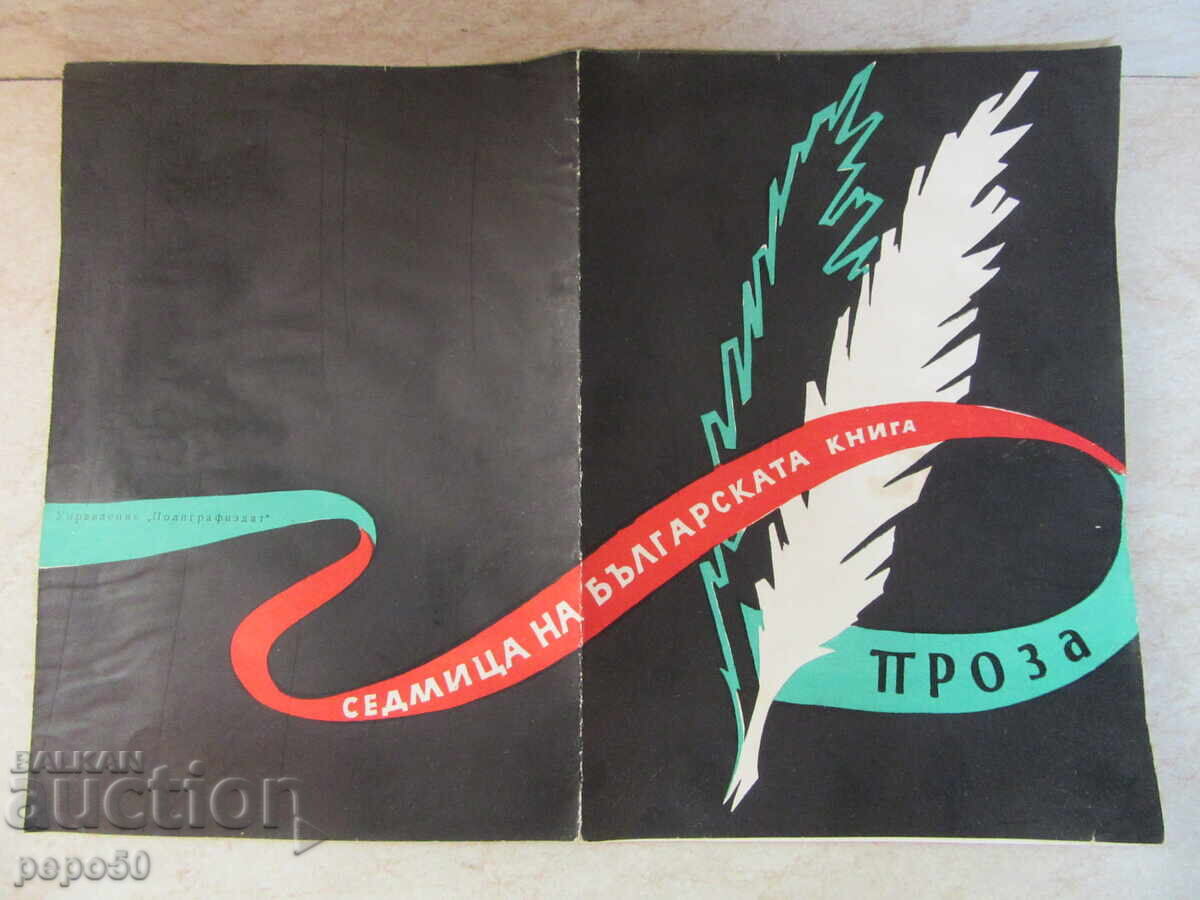 Управление „Полиграфиздат“
СЕДМИЦА НА БЪЛГАРСКАТА КНИГА
ПРОЗа
BALKAN
auction
pepo50